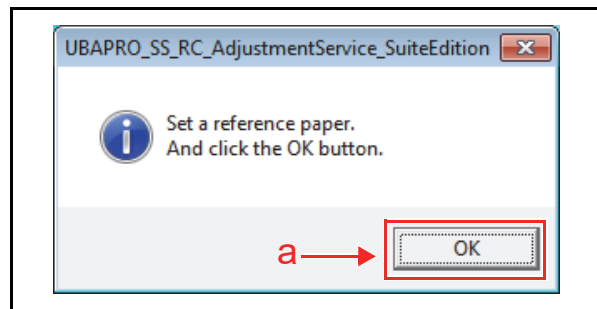 UBAPRO_SS_RC_AdjustmentService_SuiteEdition
Set a reference paper.
And click the OK button.
a
OK